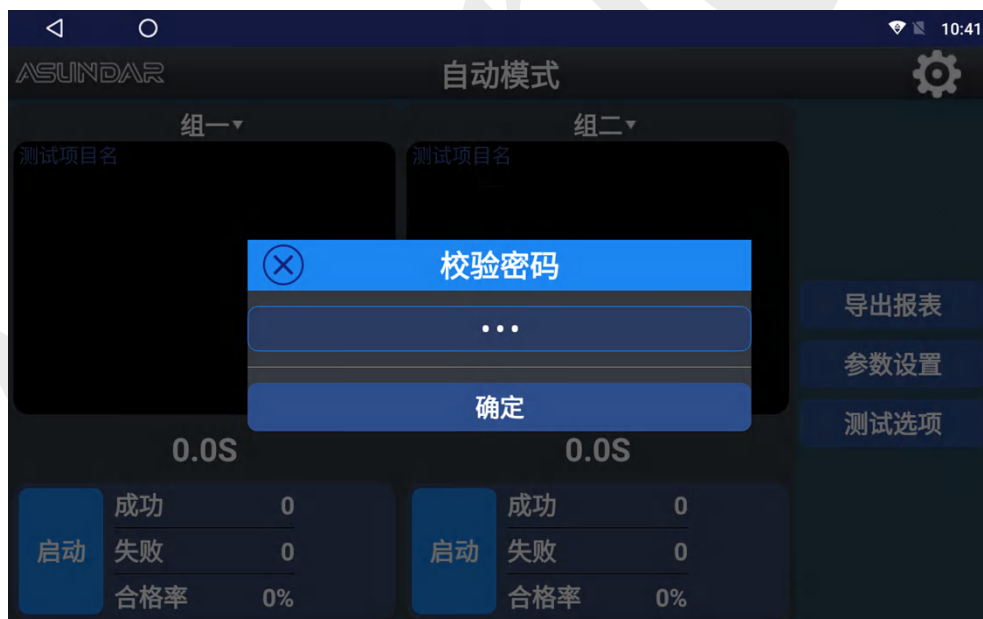 10:41
ASUNDAR
自动模式
组一▾
组二▾
测试项目名
测试项目名
校验密码
•••
确定
导出报表
参数设置
测试选项
0.0S
0.0S
启动
成功 0
失败 0
合格率 0%
启动
成功 0
失败 0
合格率 0%